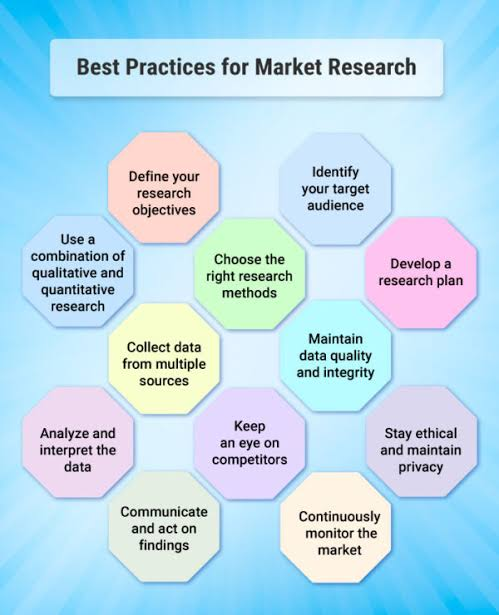 Best Practices for Market Research
Define your
research
objectives
Identify
your target
audience
Use a
combination of
qualitative and
quantitative
research
Choose the
right research
methods
Develop a
research plan
Collect data
from multiple
sources
Maintain
data quality
and integrity
Analyze and
interpret the
data
Keep
an eye on
competitors
Stay ethical
and maintain
privacy
Communicate
and act on
findings
Continuously
monitor the
market